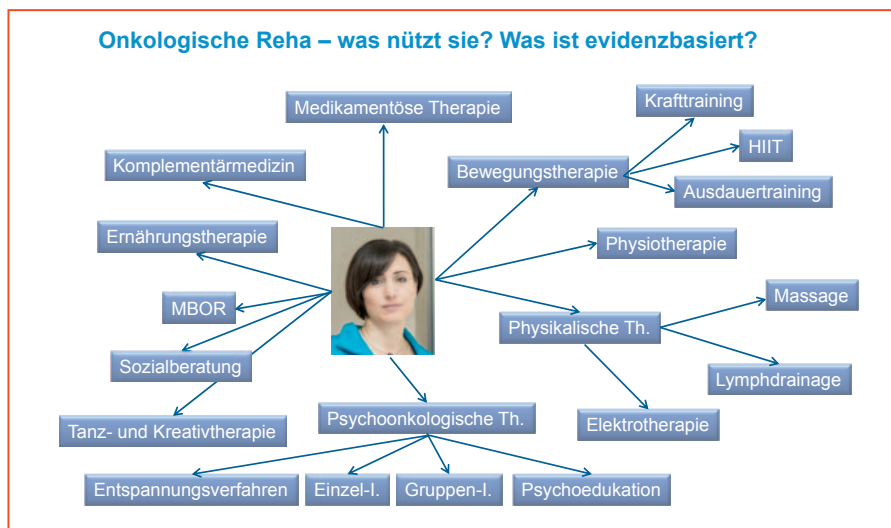 Onkologische Reha – was nützt sie? Was ist evidenzbasiert?
Medikamentöse Therapie
Krafttraining
Komplementärmedizin
HIIT
Bewegungstherapie
Ausdauertraining
Ernährungstherapie
Physiotherapie
MBOR
Massage
Physikalische Th.
Sozialberatung
Lymphdrainage
Psychoonkologische Th.
Tanz- und Kreativtherapie
Elektrotherapie
Entspannungsverfahren
Einzel-I.
Gruppen-I.
Psychoedukation